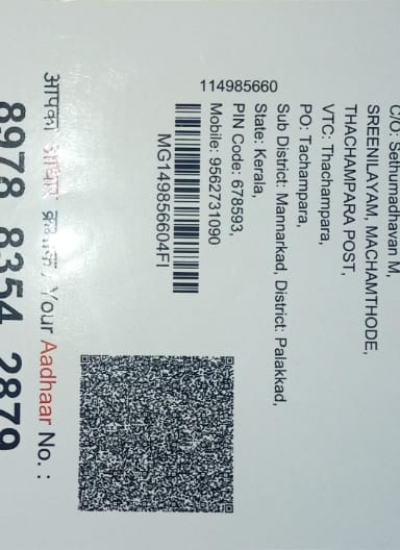 C/O: Sethumadhavan M,
SREENILAYAM, MACHAMTHODE,
THACHAMPARA POST,
VTC: Thachampara,
PO: Tachampara,
Sub District: Mannarkad, District: Palakkad,
State: Kerala,
PIN Code: 678593,
Mobile: 9562731090
114985660
MG149856604FI
आपका आधार क्रमांक / Your Aadhaar No. :
8978 8354 2879